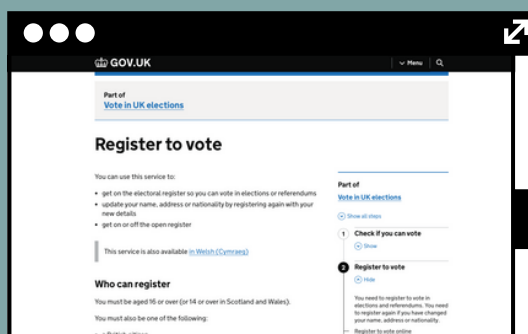 GOV.UK
Menu
Part of
Vote in UK elections
Register to vote
You can use this service to:
• get on the electoral register so you can vote in elections or referendums
• update your name, address or nationality by registering again with your
new details
• get on or off the open register
This service is also available in Welsh (Cymraeg)
Who can register
You must be aged 16 or over (or 14 or over in Scotland and Wales).
You must also be one of the following:
Part of
Vote in UK elections
Show all steps
1 Check if you can vote
Show
2 Register to vote
Hide
You need to register to vote in
elections and referendums. You need
to register again if you have changed
your name, address or nationality.
Register to vote online